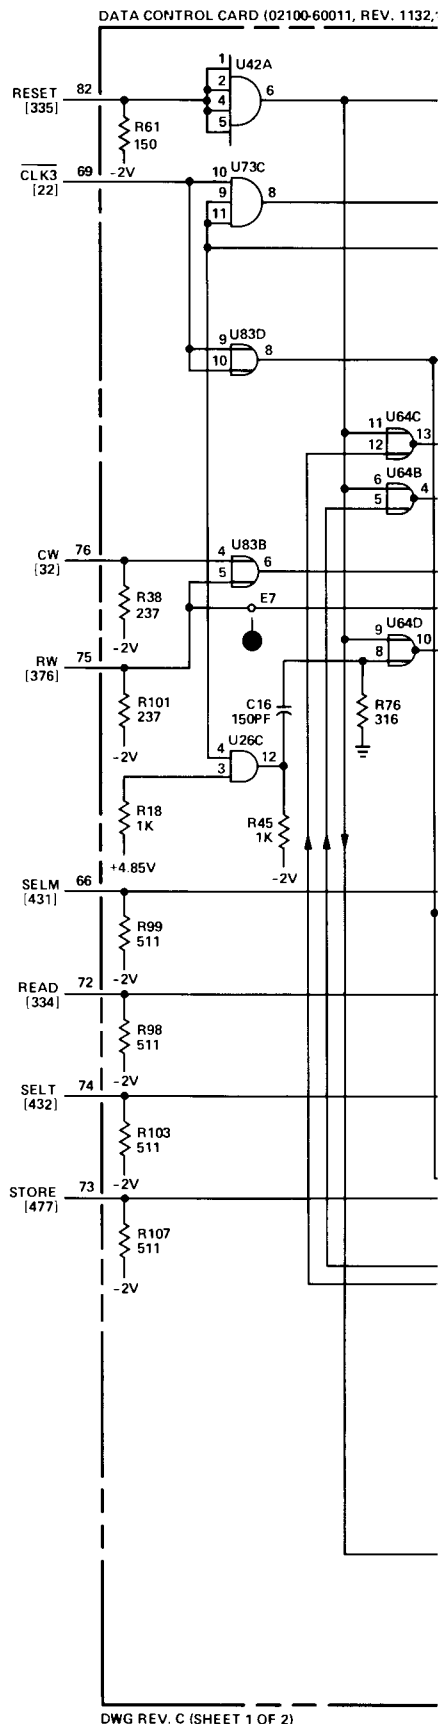 DATA CONTROL CARD (02100-60011, REV. 1132,
U42A
1
2
4
5
6
RESET 82
[335]
R61
150
-2V
CLK3 69
[22]
U73C
10
9
11
8
U83D
9
10
8
U64C
11
12
13
U64B
6
5
4
CW 76
[32]
U83B
4
5
6
R38
237
-2V
E7
U64D
9
8
10
RW 75
[376]
R101
237
-2V
C16
150PF
R76
316
U26C
4
3
12
R18
1K
+4.85V
R45
1K
-2V
SELM 66
[431]
R99
511
-2V
READ 72
[334]
R98
511
-2V
SELT 74
[432]
R103
511
-2V
STORE 73
[477]
R107
511
-2V
DWG REV. C (SHEET 1 OF 2)